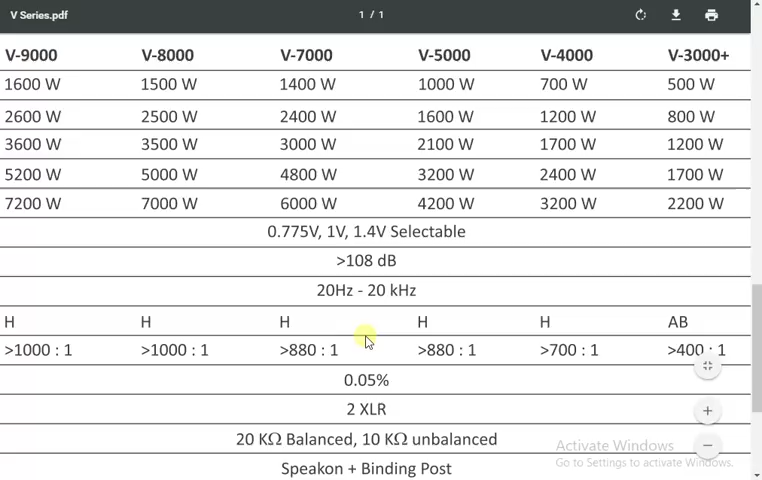 V Series.pdf 1 / 1
V-9000 V-8000 V-7000 V-5000 V-4000 V-3000+
1600 W 1500 W 1400 W 1000 W 700 W 500 W
2600 W 2500 W 2400 W 1600 W 1200 W 800 W
3600 W 3500 W 3000 W 2100 W 1700 W 1200 W
5200 W 5000 W 4800 W 3200 W 2400 W 1700 W
7200 W 7000 W 6000 W 4200 W 3200 W 2200 W
0.775V, 1V, 1.4V Selectable
>108 dB
20Hz - 20 kHz
H H H H H AB
>1000 : 1 >1000 : 1 >880 : 1 >880 : 1 >700 : 1 >400 : 1
0.05%
2 XLR
20 KΩ Balanced, 10 KΩ unbalanced
Speakon + Binding Post
Activate Windows
Go to Settings to activate Windows.